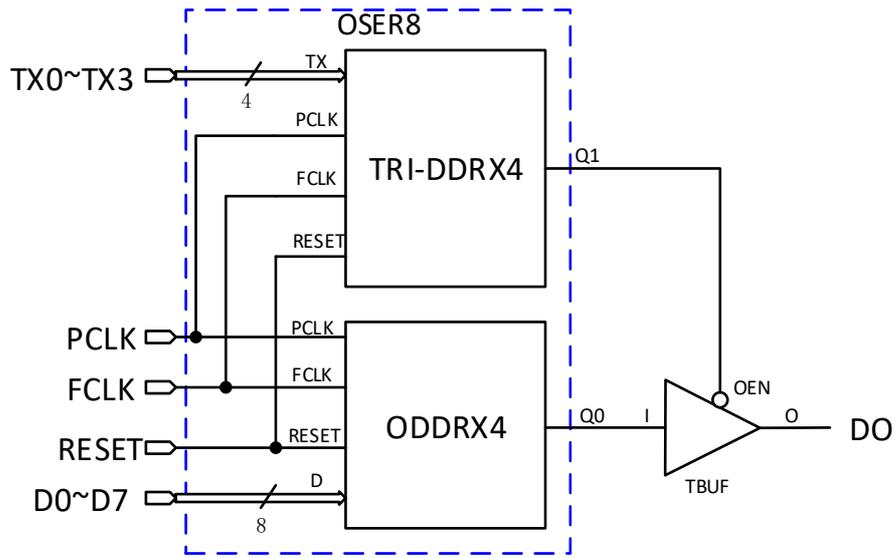 OSER8
TX0~TX3
TX
4
PCLK
FCLK
RESET
TRI-DDRX4
Q1
PCLK
PCLK
FCLK
FCLK
RESET
RESET
D0~D7
D
8
ODDRX4
Q0
I
OEN
O
DO
TBUF